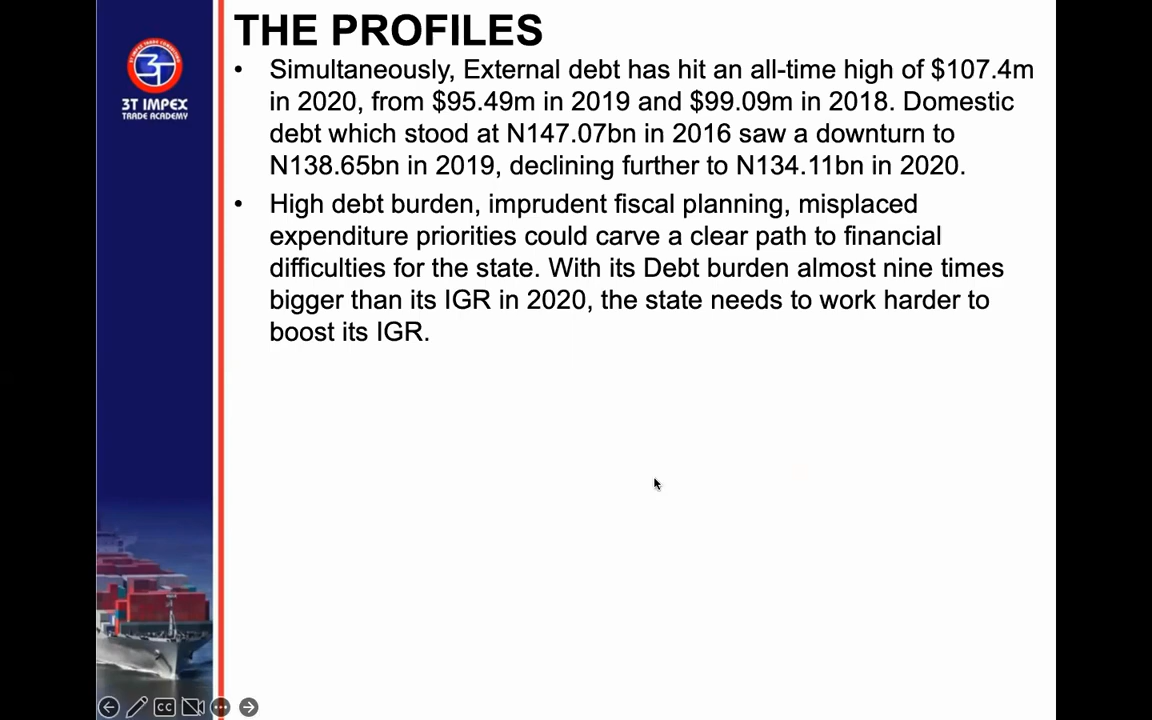 THE PROFILES
• Simultaneously, External debt has hit an all-time high of $107.4m
in 2020, from $95.49m in 2019 and $99.09m in 2018. Domestic
debt which stood at N147.07bn in 2016 saw a downturn to
N138.65bn in 2019, declining further to N134.11bn in 2020.
• High debt burden, imprudent fiscal planning, misplaced
expenditure priorities could carve a clear path to financial
difficulties for the state. With its Debt burden almost nine times
bigger than its IGR in 2020, the state needs to work harder to
boost its IGR.
3T IMPEX
TRADE ACADEMY
CC